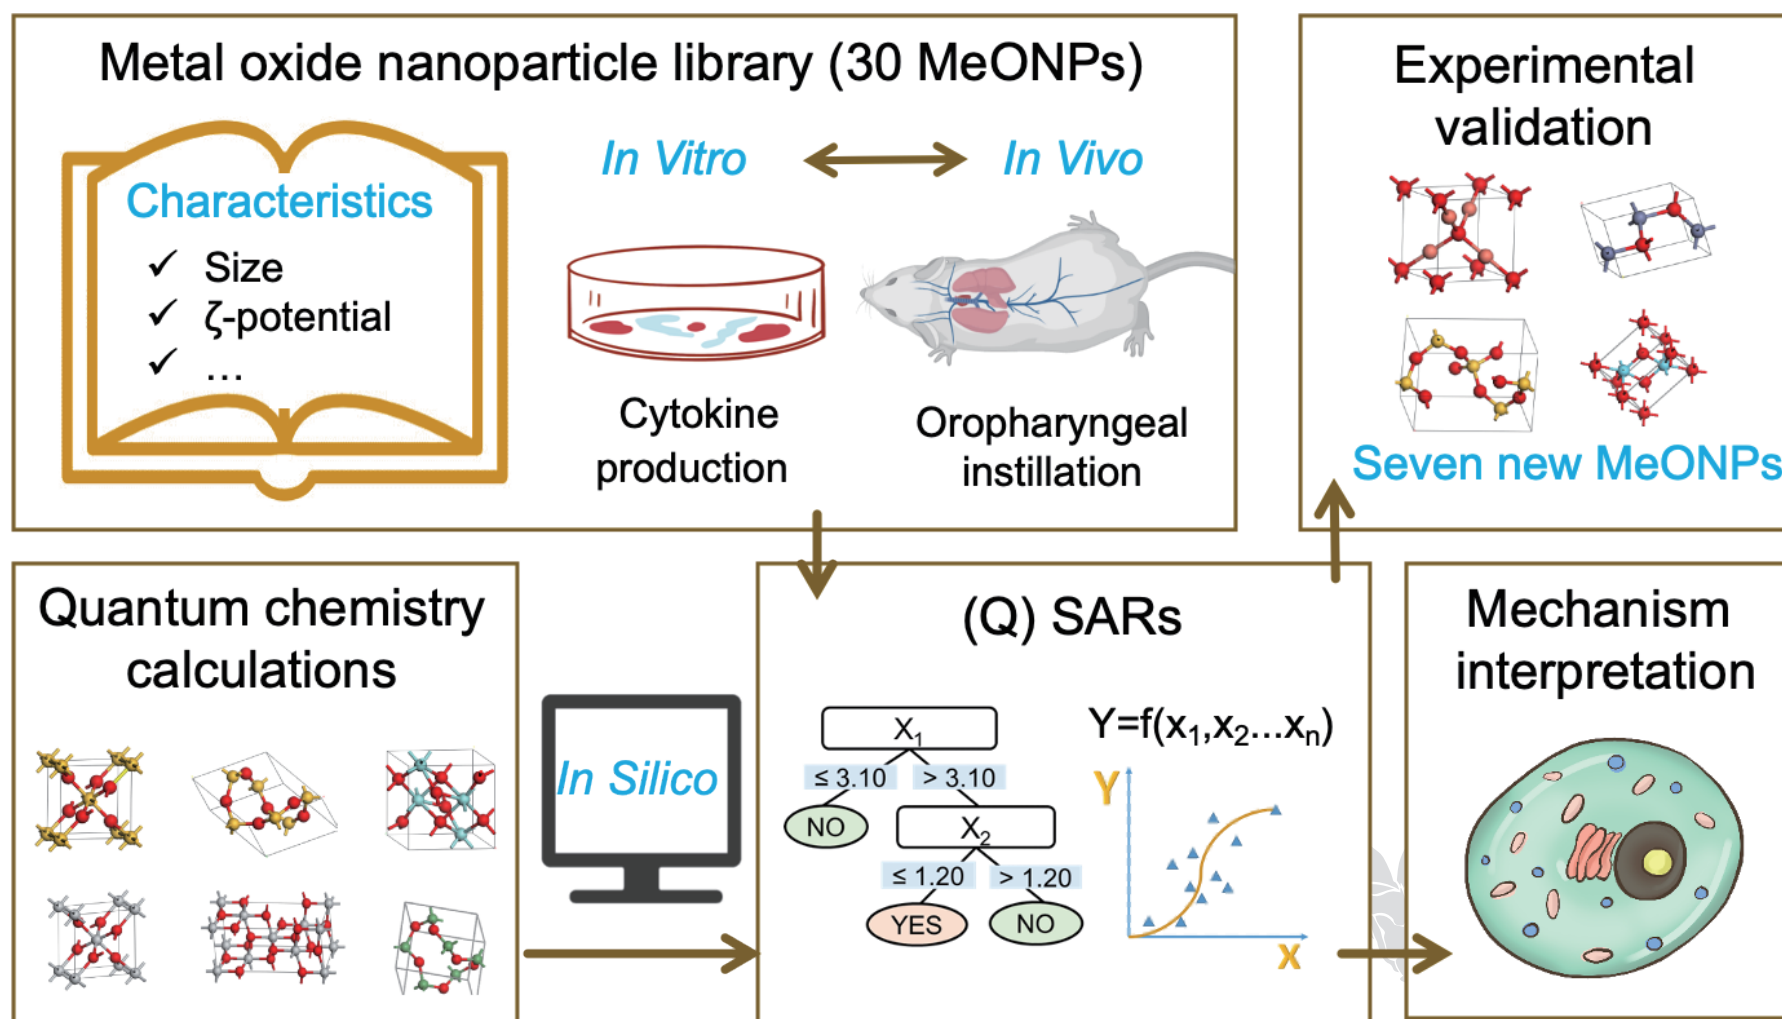 Metal oxide nanoparticle library (30 MeONPs)
Characteristics
✓ Size
✓ ζ-potential
✓ ...
In Vitro
In Vivo
Cytokine
production
Oropharyngeal
instillation
Experimental
validation
Seven new MeONPs
Quantum chemistry
calculations
In Silico
(Q) SARs
X₁
≤ 3.10
> 3.10
NO
X₂
≤ 1.20
> 1.20
YES
NO
Y=f(x₁,x₂...xₙ)
Y
X
Mechanism
interpretation